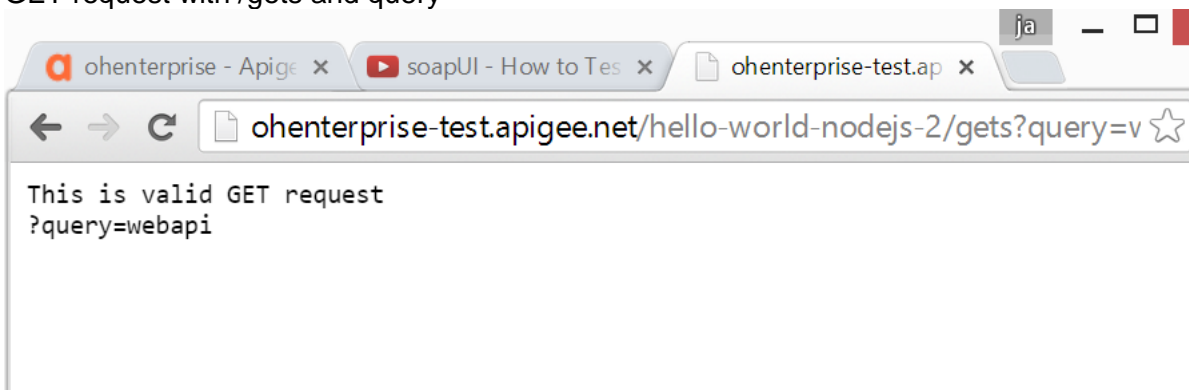 GET request with /gets and query
ja
ohenterprise - Apige
soapUI - How to Tes
ohenterprise-test.ap
ohenterprise-test.apigee.net/hello-world-nodejs-2/gets?query=v
This is valid GET request
?query=webapi